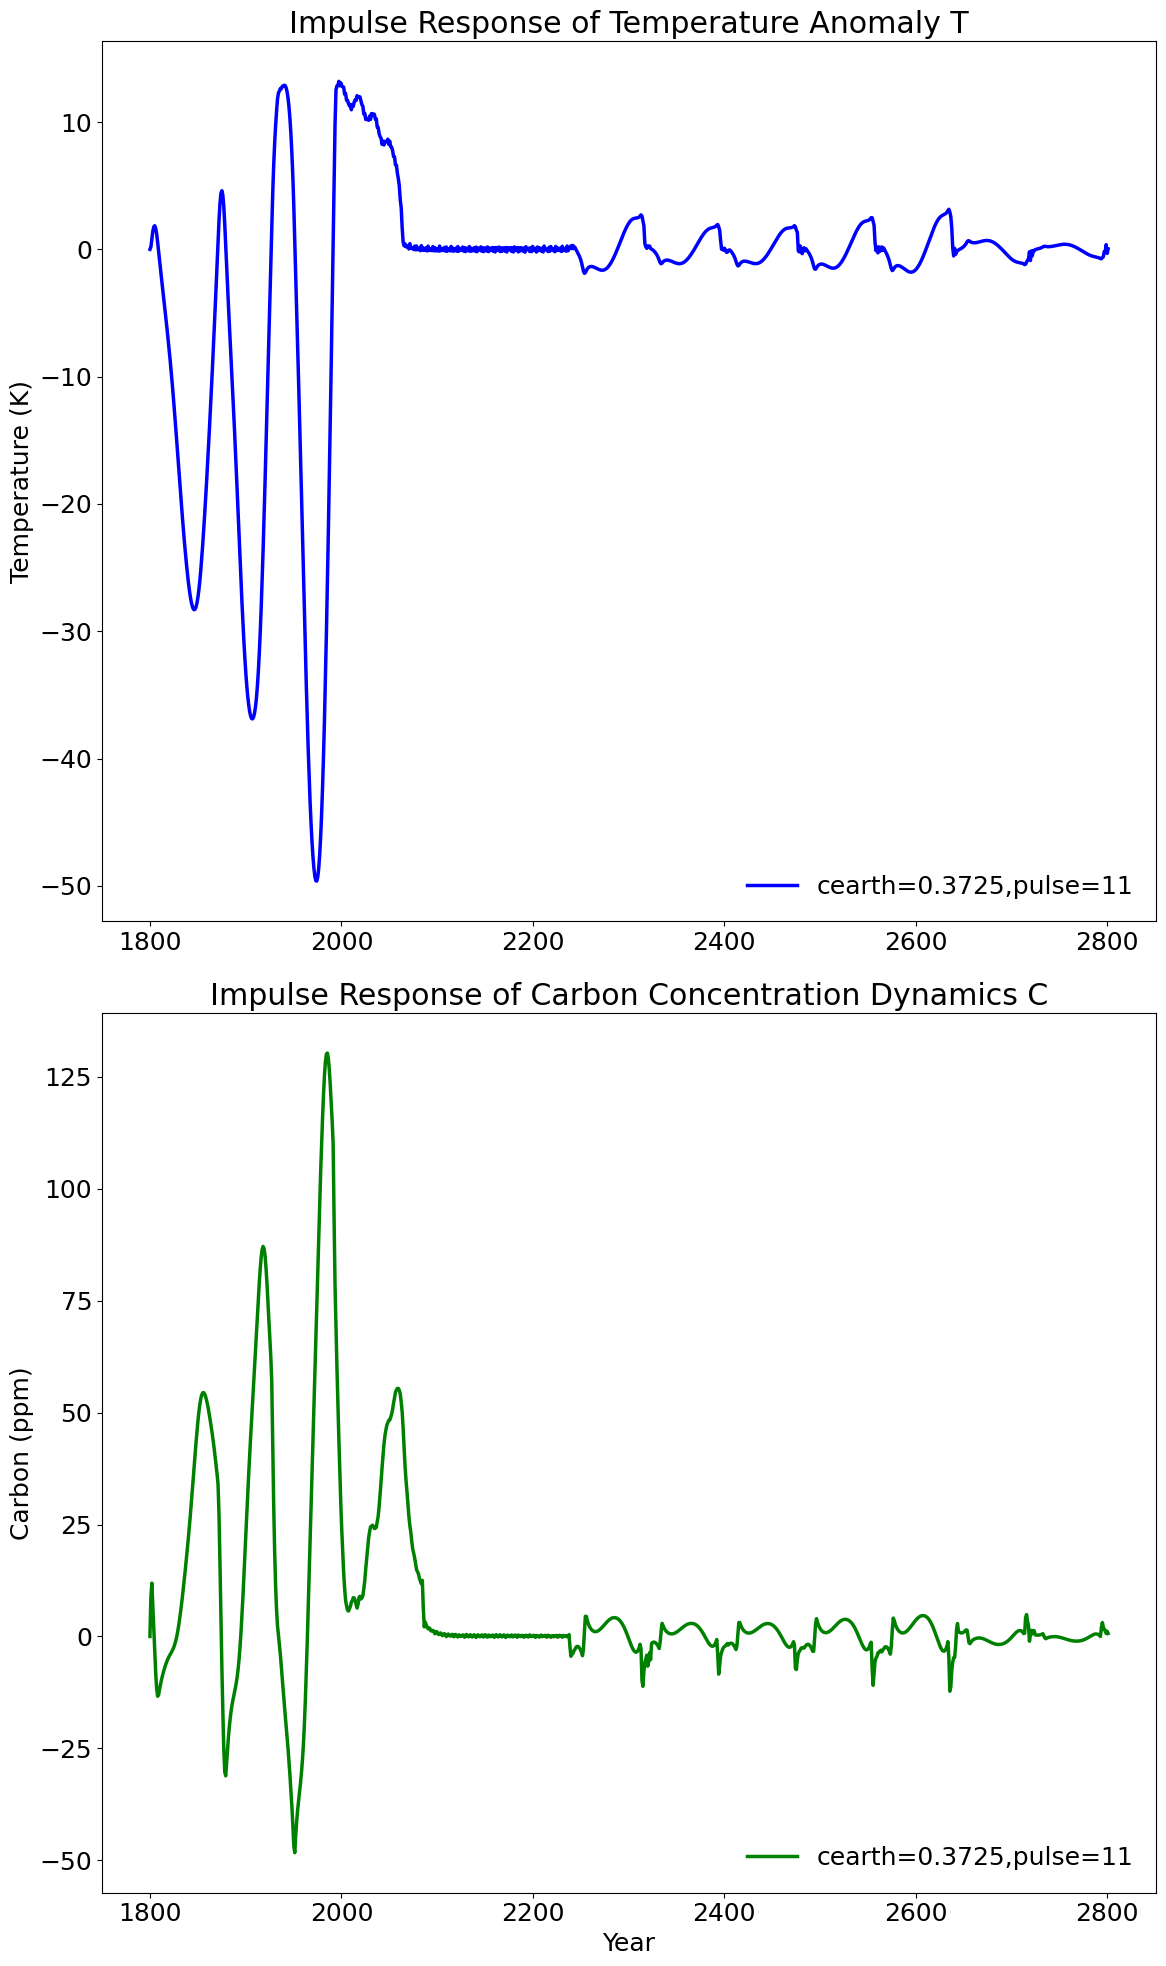 Impulse Response of Temperature Anomaly T
Temperature (K)
10
0
−10
−20
−30
−40
−50
cearth=0.3725,pulse=11
1800 2000 2200 2400 2600 2800
Impulse Response of Carbon Concentration Dynamics C
Carbon (ppm)
125
100
75
50
25
0
−25
−50
cearth=0.3725,pulse=11
1800 2000 2200 2400 2600 2800
Year